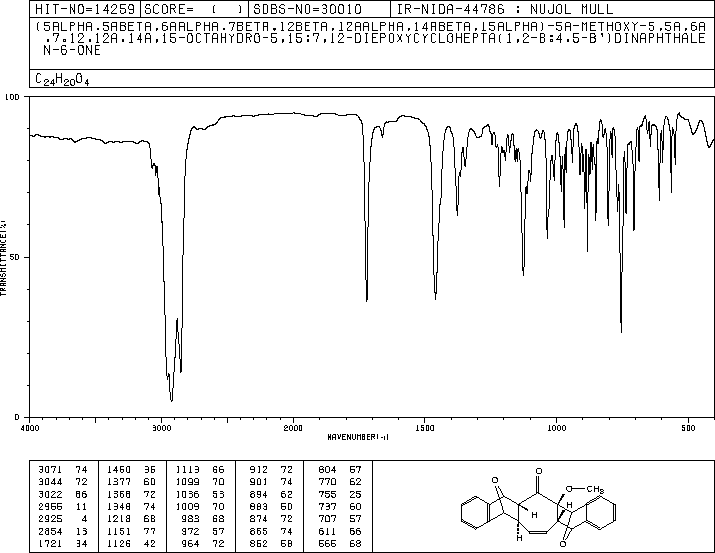 HIT-NO=14259 SCORE= ( ) SDBS-NO=30010 IR-NIDA-44786 : NUJOL MULL
(5ALPHA,5ABETA,6AALPHA,7BETA,12BETA,12AALPHA,14ABETA,15ALPHA)-5A-METHOXY-5,5A,6A
,7,12,12A,14A,15-OCTAHYDRO-5,15:7,12-DIEPOXYCYCLOHEPTA(1,2-B:4,5-B')DINAPHTHALE
N-6-ONE
C24H20O4
100
50
0
TRANSMITTANCE(%)
4000 3000 2000 1500 1000 500
WAVENUMBER(-1)
3071 74 1460 35 1113 66 912 72 804 57
3044 72 1377 60 1099 70 901 74 770 62
3022 66 1368 72 1036 53 894 62 755 25
2955 11 1348 74 1009 70 883 50 737 60
2925 4 1218 68 983 68 874 72 707 57
2854 13 1151 77 972 57 865 74 611 66
1721 34 1126 42 964 72 852 58 565 68
O
O
O—CH3
H
H
H
O